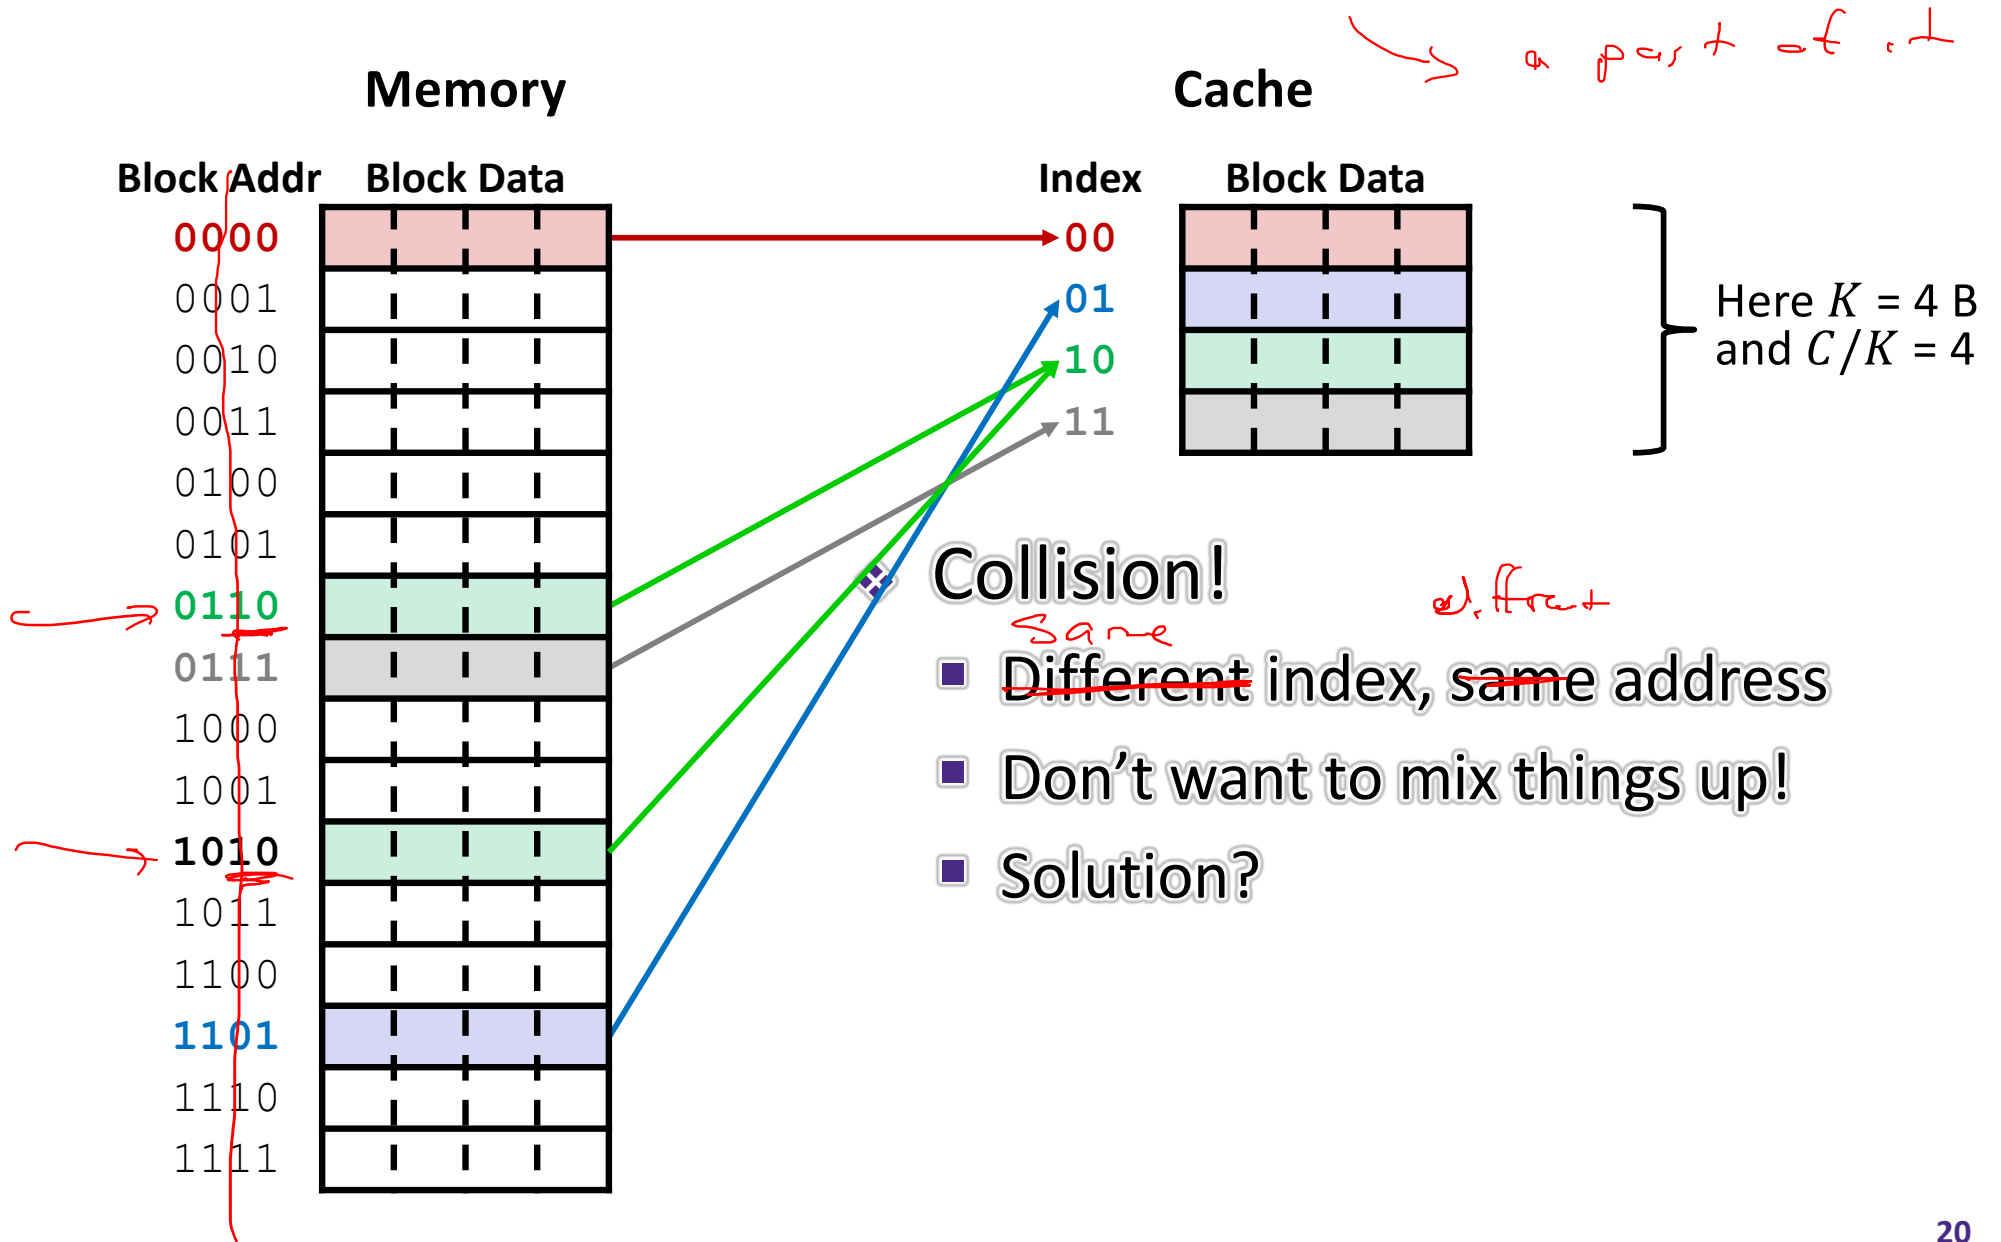 a part of it
Memory
Cache
Block Addr Block Data
Index Block Data
0000
0001
0010
0011
0100
0101
0110
0111
1000
1001
1010
1011
1100
1101
1110
1111
00
01
10
11
Here K = 4 B
and C/K = 4
Collision!
Same different
Different index, same address
Don't want to mix things up!
Solution?
20